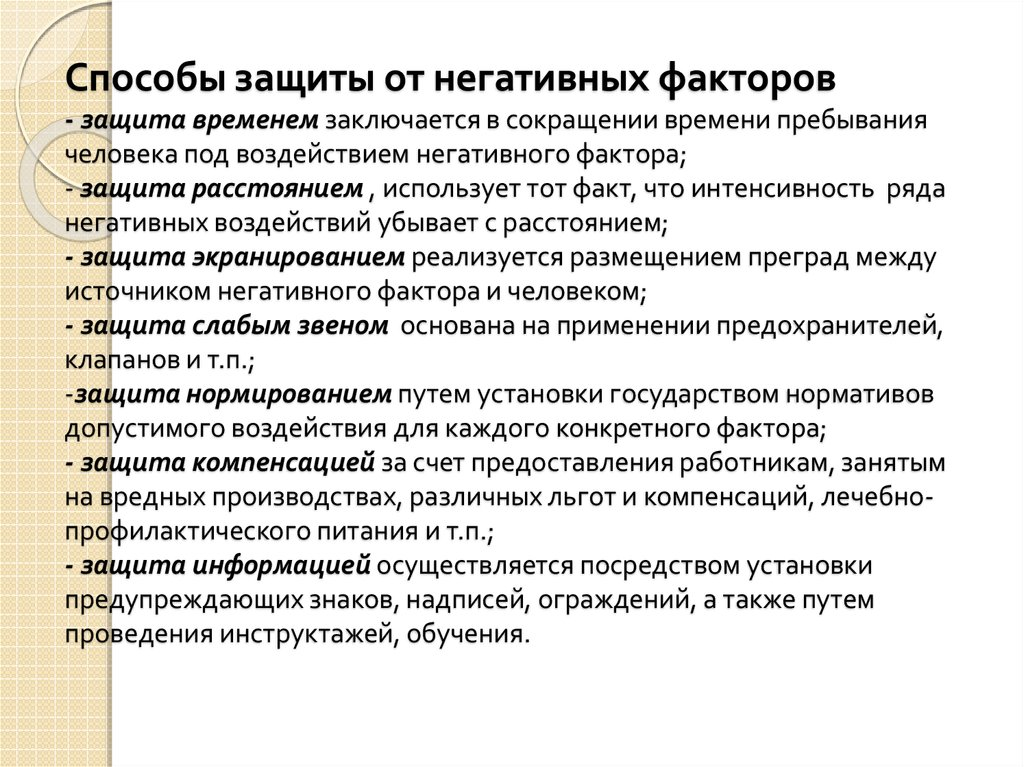 Способы защиты от негативных факторов
- защита временем заключается в сокращении времени пребывания
человека под воздействием негативного фактора;
- защита расстоянием , использует тот факт, что интенсивность  ряда
негативных воздействий убывает с расстоянием;
- защита экранированием реализуется размещением преград между
источником негативного фактора и человеком;
- защита слабым звеном  основана на применении предохранителей,
клапанов и т.п.;
-защита нормированием путем установки государством нормативов
допустимого воздействия для каждого конкретного фактора;
- защита компенсацией за счет предоставления работникам, занятым
на вредных производствах, различных льгот и компенсаций, лечебно-
профилактического питания и т.п.;
- защита информацией осуществляется посредством установки
предупреждающих знаков, надписей, ограждений, а также путем
проведения инструктажей, обучения.